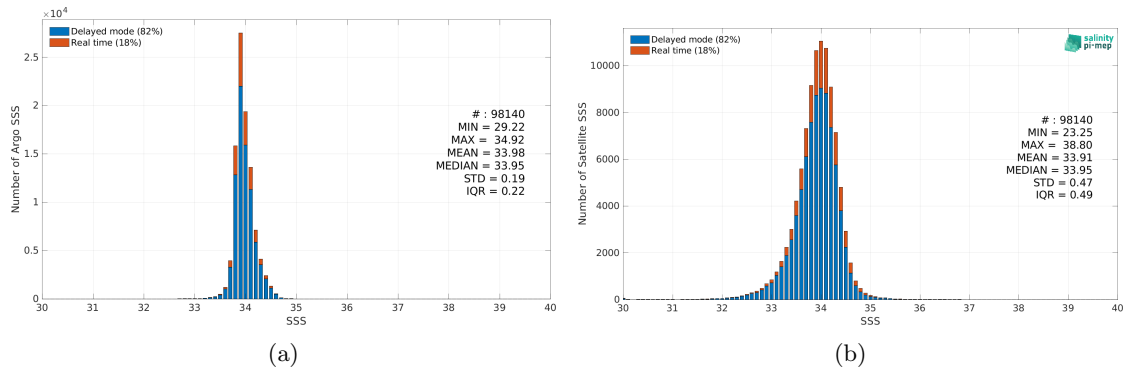 ×10^4
Delayed mode (82%)
Real time (18%)
2.5
2
1.5
1
0.5
0
Number of Argo SSS
# : 98140
MIN = 29.22
MAX = 34.92
MEAN = 33.98
MEDIAN = 33.95
STD = 0.19
IQR = 0.22
30 31 32 33 34 35 36 37 38 39 40
SSS
(a)
Delayed mode (82%)
Real time (18%)
salinity
pi-mep
10000
8000
6000
4000
2000
0
Number of Satellite SSS
# : 98140
MIN = 23.25
MAX = 38.80
MEAN = 33.91
MEDIAN = 33.95
STD = 0.47
IQR = 0.49
30 31 32 33 34 35 36 37 38 39 40
SSS
(b)